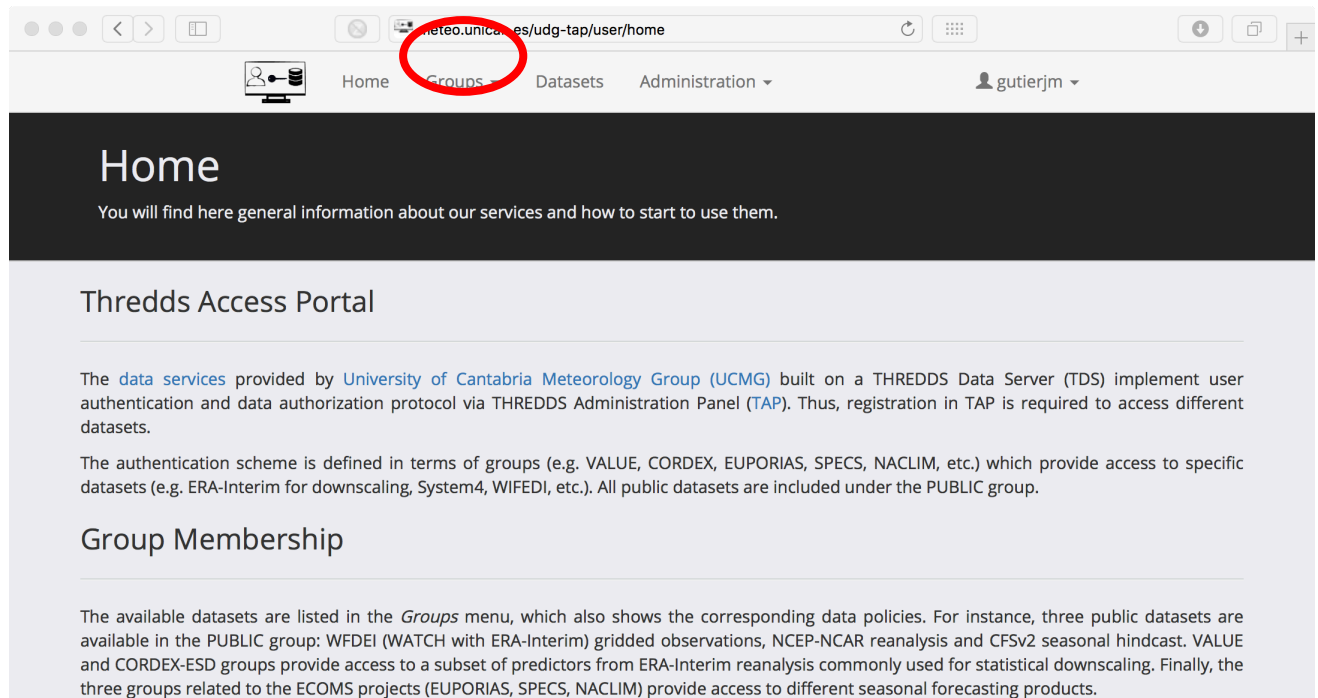 meteo.unican.es/udg-tap/user/home
Home Groups Datasets Administration gutierjm
Home
You will find here general information about our services and how to start to use them.
Thredds Access Portal
The data services provided by University of Cantabria Meteorology Group (UCMG) built on a THREDDS Data Server (TDS) implement user
authentication and data authorization protocol via THREDDS Administration Panel (TAP). Thus, registration in TAP is required to access different
datasets.
The authentication scheme is defined in terms of groups (e.g. VALUE, CORDEX, EUPORIAS, SPECS, NACLIM, etc.) which provide access to specific
datasets (e.g. ERA-Interim for downscaling, System4, WIFEDI, etc.). All public datasets are included under the PUBLIC group.
Group Membership
The available datasets are listed in the Groups menu, which also shows the corresponding data policies. For instance, three public datasets are
available in the PUBLIC group: WFDEI (WATCH with ERA-Interim) gridded observations, NCEP-NCAR reanalysis and CFSv2 seasonal hindcast. VALUE
and CORDEX-ESD groups provide access to a subset of predictors from ERA-Interim reanalysis commonly used for statistical downscaling. Finally, the
three groups related to the ECOMS projects (EUPORIAS, SPECS, NACLIM) provide access to different seasonal forecasting products.